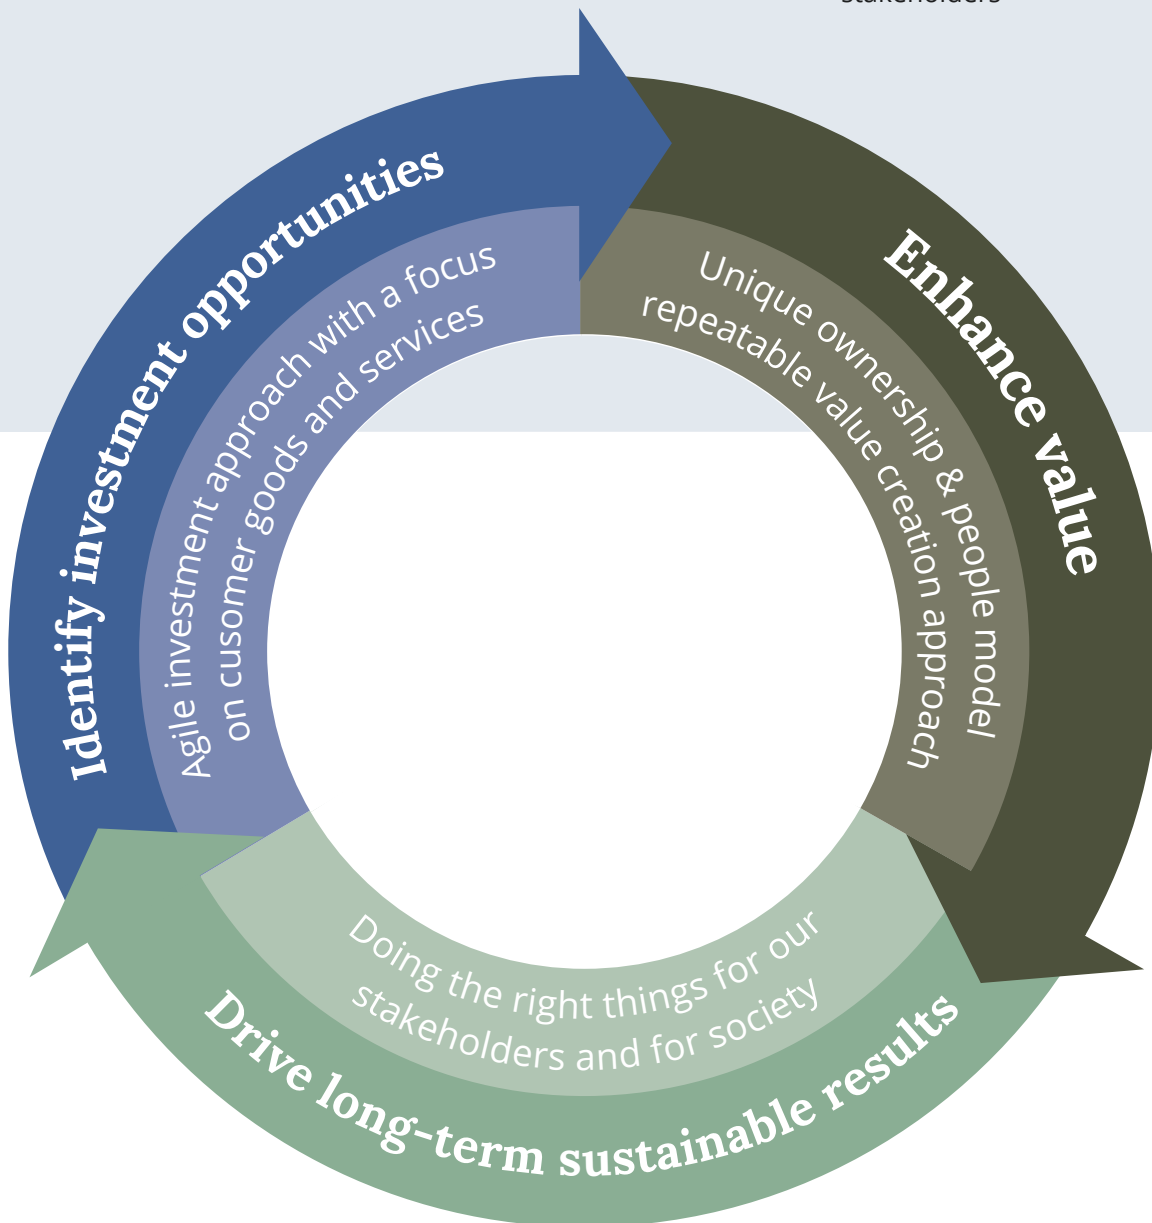 stakeholders
Identify investment opportunities
Agile investment approach with a focus
on cusomer goods and services
Enhance value
Unique ownership & people model
repeatable value creation approach
Doing the right things for our
stakeholders and for society
Drive long-term sustainable results